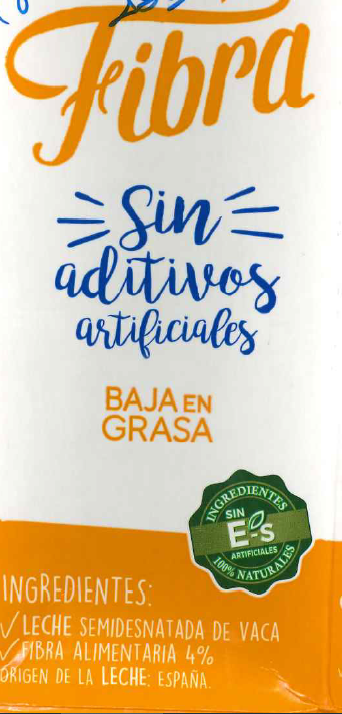 Fibra
Sin
aditivos
artificiales
BAJA EN
GRASA
INGREDIENTES
SIN
E-S
ARTIFICIALES
100% NATURALES
INGREDIENTES:
LECHE SEMIDESNATADA DE VACA
FIBRA ALIMENTARIA 4%
ORIGEN DE LA LECHE: ESPAÑA.